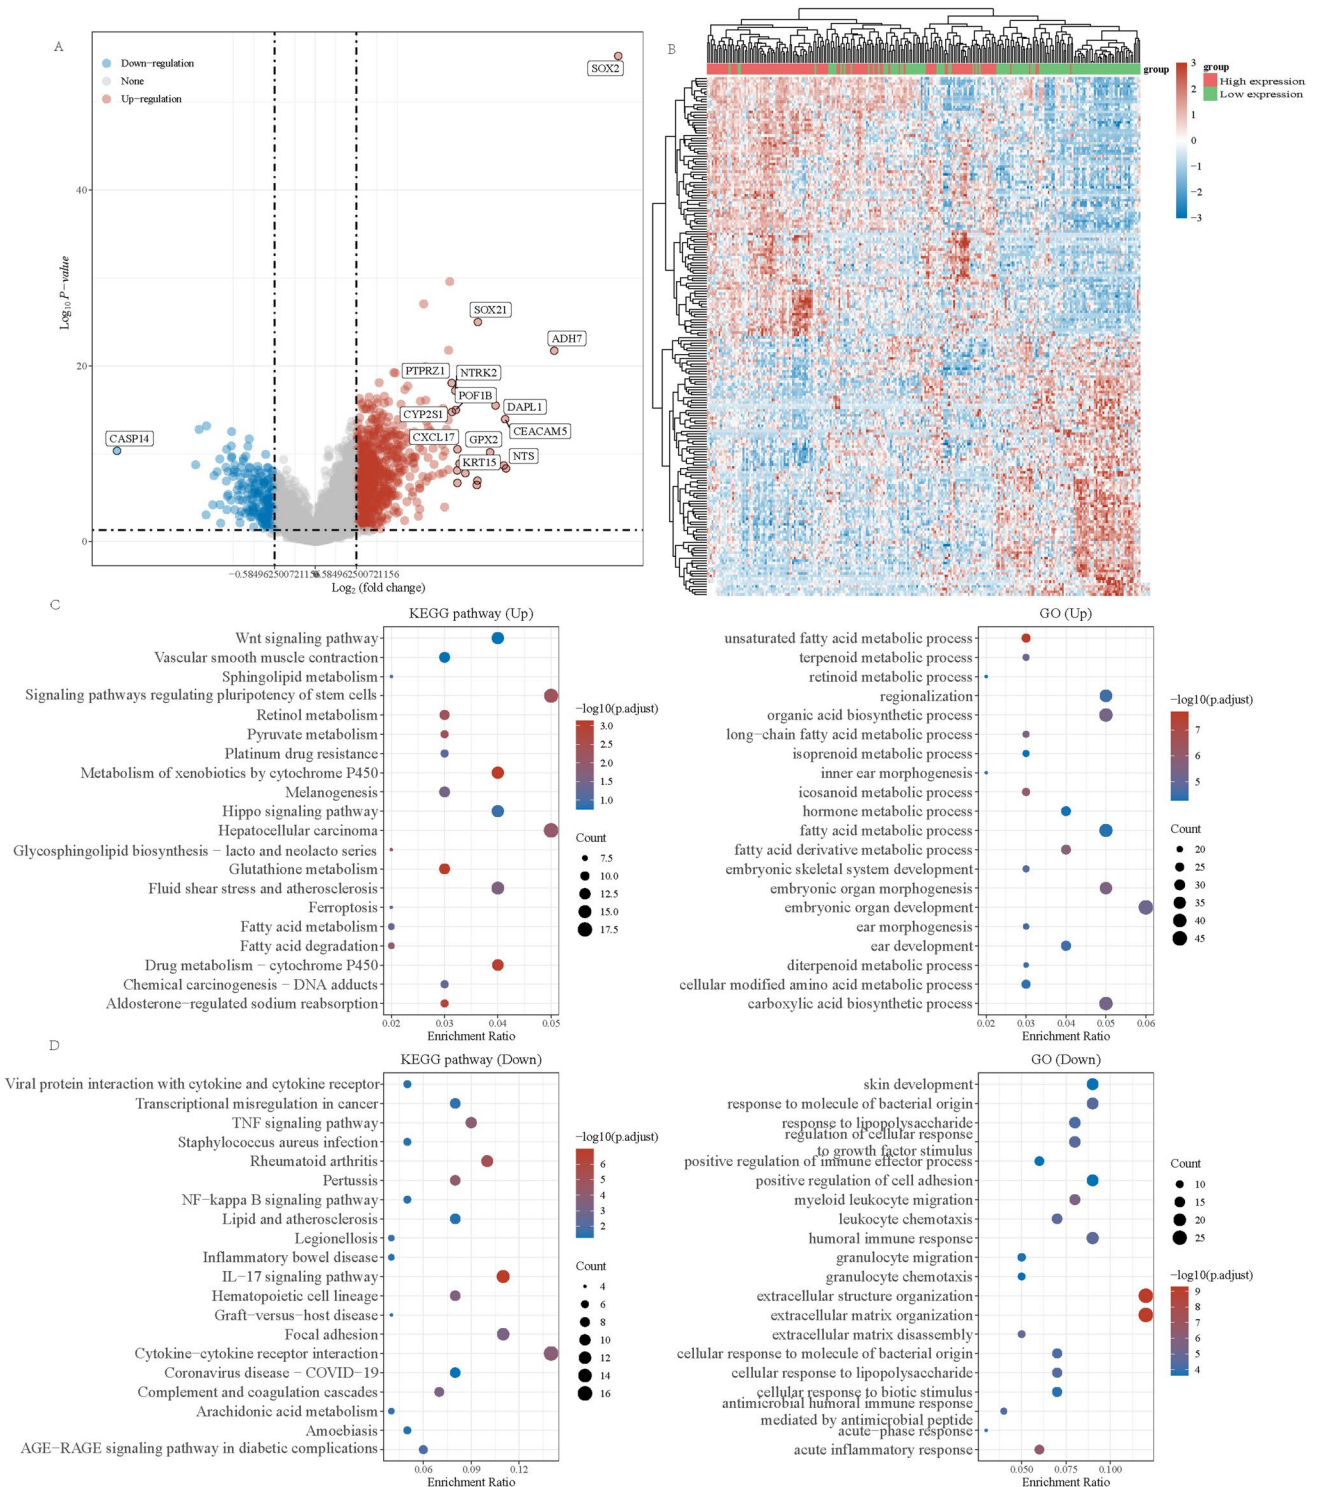 A
Down−regulation
None
Up−regulation
SOX2
SOX21
ADH7
PTPRZ1
NTRK2
POF1B
CYP2S1
DAPL1
CEACAM5
CXCL17
GPX2
KRT15
NTS
CASP14
40
20
0
Log10 P−value
Log2 (fold change)
B
group
3
2
1
0
−1
−2
−3
group
High expression
Low expression
C
KEGG pathway (Up)
Wnt signaling pathway
Vascular smooth muscle contraction
Sphingolipid metabolism
Signaling pathways regulating pluripotency of stem cells
Retinol metabolism
Pyruvate metabolism
Platinum drug resistance
Metabolism of xenobiotics by cytochrome P450
Melanogenesis
Hippo signaling pathway
Hepatocellular carcinoma
Glycosphingolipid biosynthesis − lacto and neolacto series
Glutathione metabolism
Fluid shear stress and atherosclerosis
Ferroptosis
Fatty acid metabolism
Fatty acid degradation
Drug metabolism − cytochrome P450
Chemical carcinogenesis − DNA adducts
Aldosterone−regulated sodium reabsorption
0.02 0.03 0.04 0.05
Enrichment Ratio
−log10(p.adjust)
3.0
2.5
2.0
1.5
1.0
Count
7.5
10.0
12.5
15.0
17.5
GO (Up)
unsaturated fatty acid metabolic process
terpenoid metabolic process
retinoid metabolic process
regionalization
organic acid biosynthetic process
long−chain fatty acid metabolic process
isoprenoid metabolic process
inner ear morphogenesis
icosanoid metabolic process
hormone metabolic process
fatty acid metabolic process
fatty acid derivative metabolic process
embryonic skeletal system development
embryonic organ morphogenesis
embryonic organ development
ear morphogenesis
ear development
diterpenoid metabolic process
cellular modified amino acid metabolic process
carboxylic acid biosynthetic process
0.02 0.03 0.04 0.05 0.06
Enrichment Ratio
−log10(p.adjust)
7
6
5
Count
20
25
30
35
40
45
D
KEGG pathway (Down)
Viral protein interaction with cytokine and cytokine receptor
Transcriptional misregulation in cancer
TNF signaling pathway
Staphylococcus aureus infection
Rheumatoid arthritis
Pertussis
NF−kappa B signaling pathway
Lipid and atherosclerosis
Legionellosis
Inflammatory bowel disease
IL−17 signaling pathway
Hematopoietic cell lineage
Graft−versus−host disease
Focal adhesion
Cytokine−cytokine receptor interaction
Coronavirus disease − COVID−19
Complement and coagulation cascades
Arachidonic acid metabolism
Amoebiasis
AGE−RAGE signaling pathway in diabetic complications
0.06 0.09 0.12
Enrichment Ratio
−log10(p.adjust)
6
5
4
3
2
Count
4
6
8
10
12
14
16
GO (Down)
skin development
response to molecule of bacterial origin
response to lipopolysaccharide
regulation of cellular response
to growth factor stimulus
positive regulation of immune effector process
positive regulation of cell adhesion
myeloid leukocyte migration
leukocyte chemotaxis
humoral immune response
granulocyte migration
granulocyte chemotaxis
extracellular structure organization
extracellular matrix organization
extracellular matrix disassembly
cellular response to molecule of bacterial origin
cellular response to lipopolysaccharide
cellular response to biotic stimulus
antimicrobial humoral immune response
mediated by antimicrobial peptide
acute−phase response
acute inflammatory response
0.050 0.075 0.100
Enrichment Ratio
Count
10
15
20
25
−log10(p.adjust)
9
8
7
6
5
4